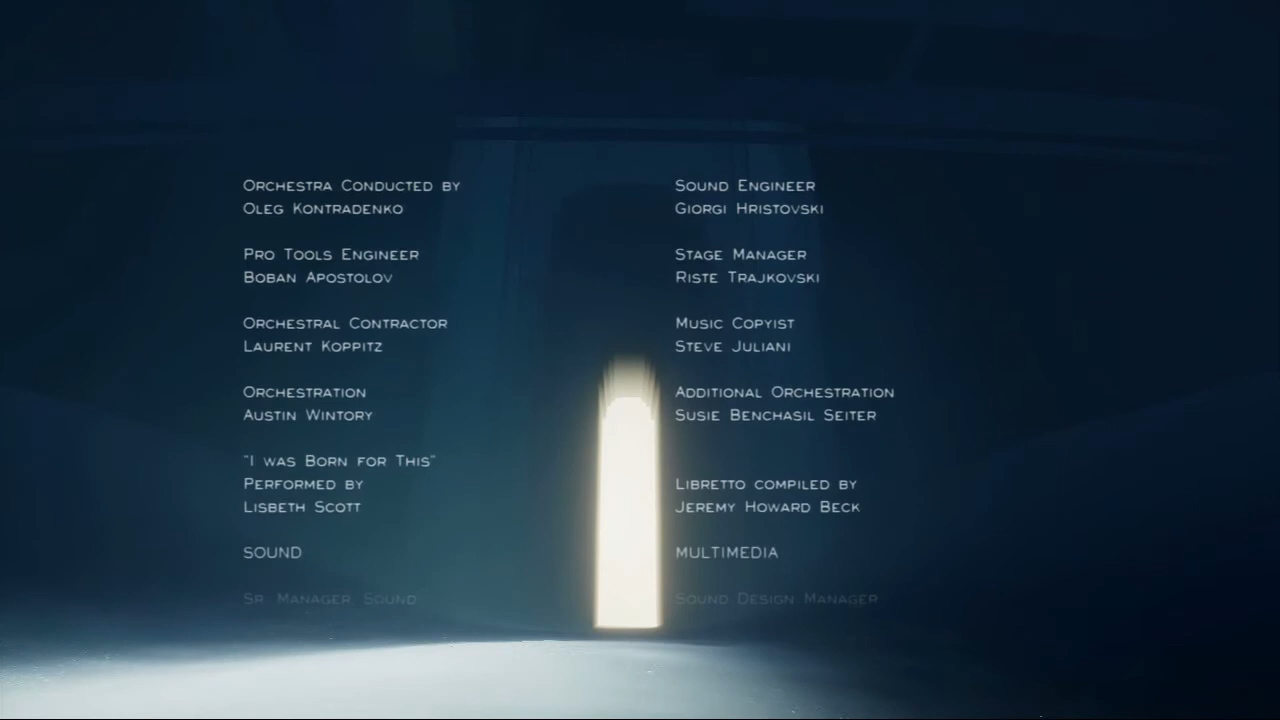 Orchestra Conducted by
Oleg Kontradenko
Pro Tools Engineer
Boban Apostolov
Orchestral Contractor
Laurent Koppitz
Orchestration
Austin Wintory
"I was Born for This"
Performed by
Lisbeth Scott
SOUND
Sr. Manager, Sound
Sound Engineer
Giorgi Hristovski
Stage Manager
Riste Trajkovski
Music Copyist
Steve Juliani
Additional Orchestration
Susie Benchasil Seiter
Libretto compiled by
Jeremy Howard Beck
MULTIMEDIA
Sound Design Manager